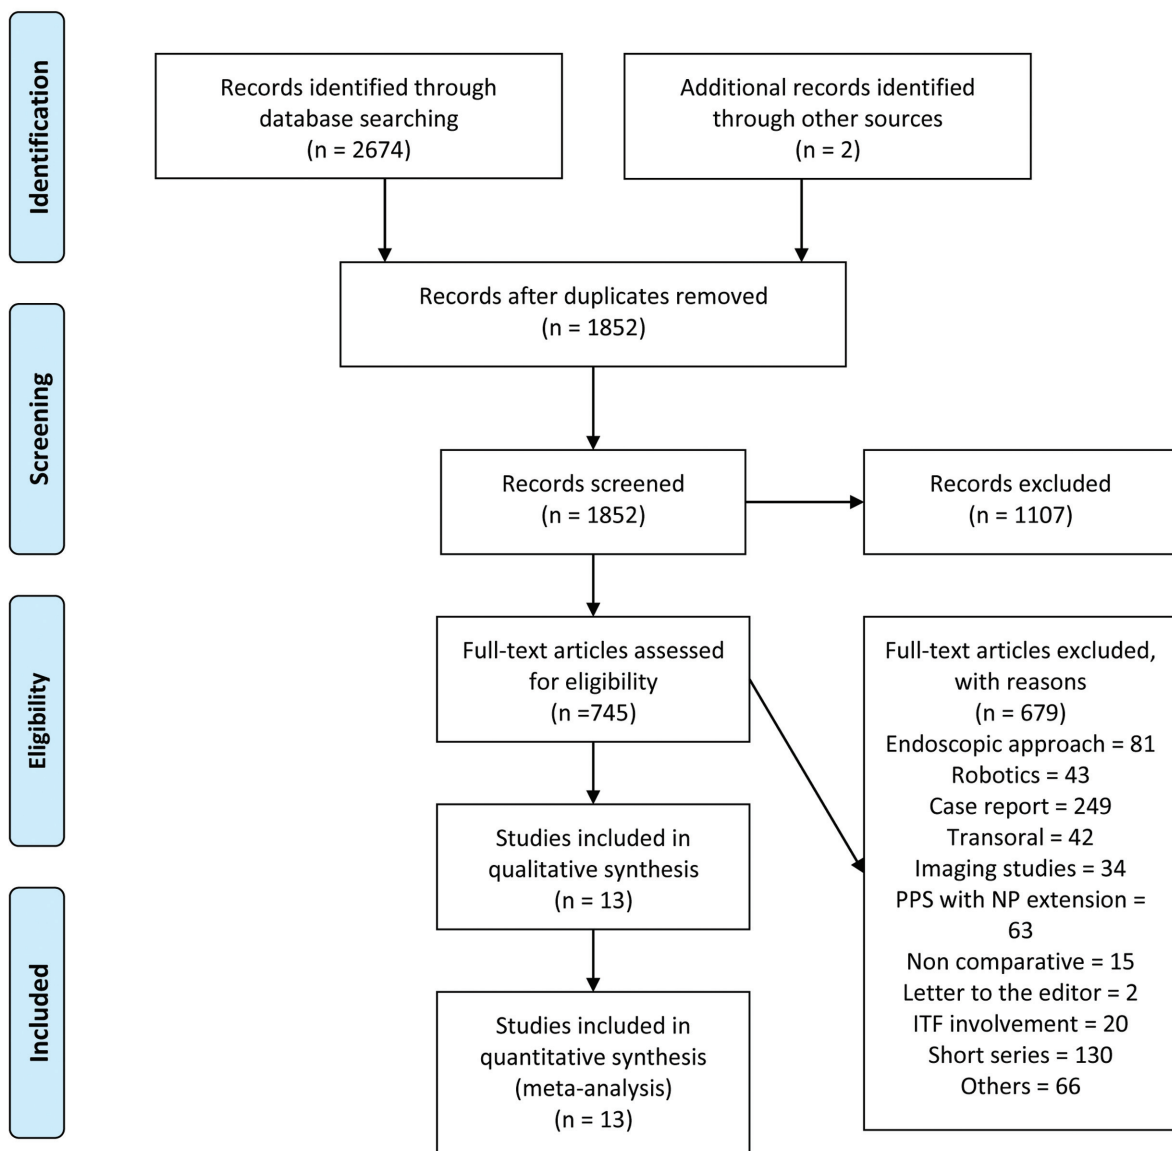 Identification
Records identified through
database searching
(n = 2674)
Additional records identified
through other sources
(n = 2)
Records after duplicates removed
(n = 1852)
Screening
Records screened
(n = 1852)
Records excluded
(n = 1107)
Eligibility
Full-text articles assessed
for eligibility
(n =745)
Full-text articles excluded,
with reasons
(n = 679)
Endoscopic approach = 81
Robotics = 43
Case report = 249
Transoral = 42
Imaging studies = 34
PPS with NP extension =
63
Non comparative = 15
Letter to the editor = 2
ITF involvement = 20
Short series = 130
Others = 66
Studies included in
qualitative synthesis
(n = 13)
Included
Studies included in
quantitative synthesis
(meta-analysis)
(n = 13)